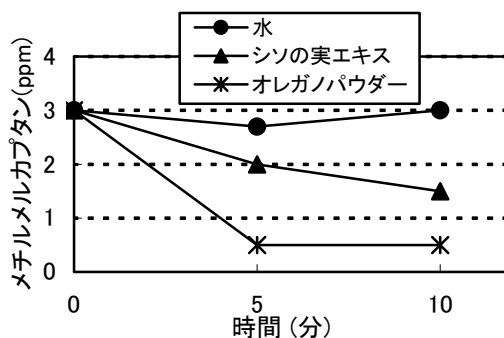 水
シソの実エキス
オレガノパウダー
メチルメルカプタン(ppm)
4
3
2
1
0
0 5 10
時間（分）